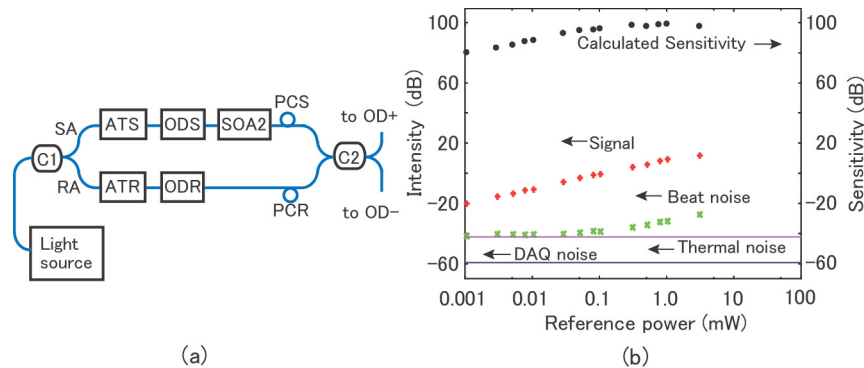 (a)
SA
ATS
ODS
SOA2
PCS
to OD+
C1
C2
RA
ATR
ODR
PCR
to OD−
Light
source
(b)
Intensity (dB)
100
60
20
−20
−60
Calculated Sensitivity
Signal
Beat noise
DAQ noise
Thermal noise
100
60
20
−20
−60
Sensitivity (dB)
0.001
0.01
0.1
1.0
10
100
Reference power (mW)